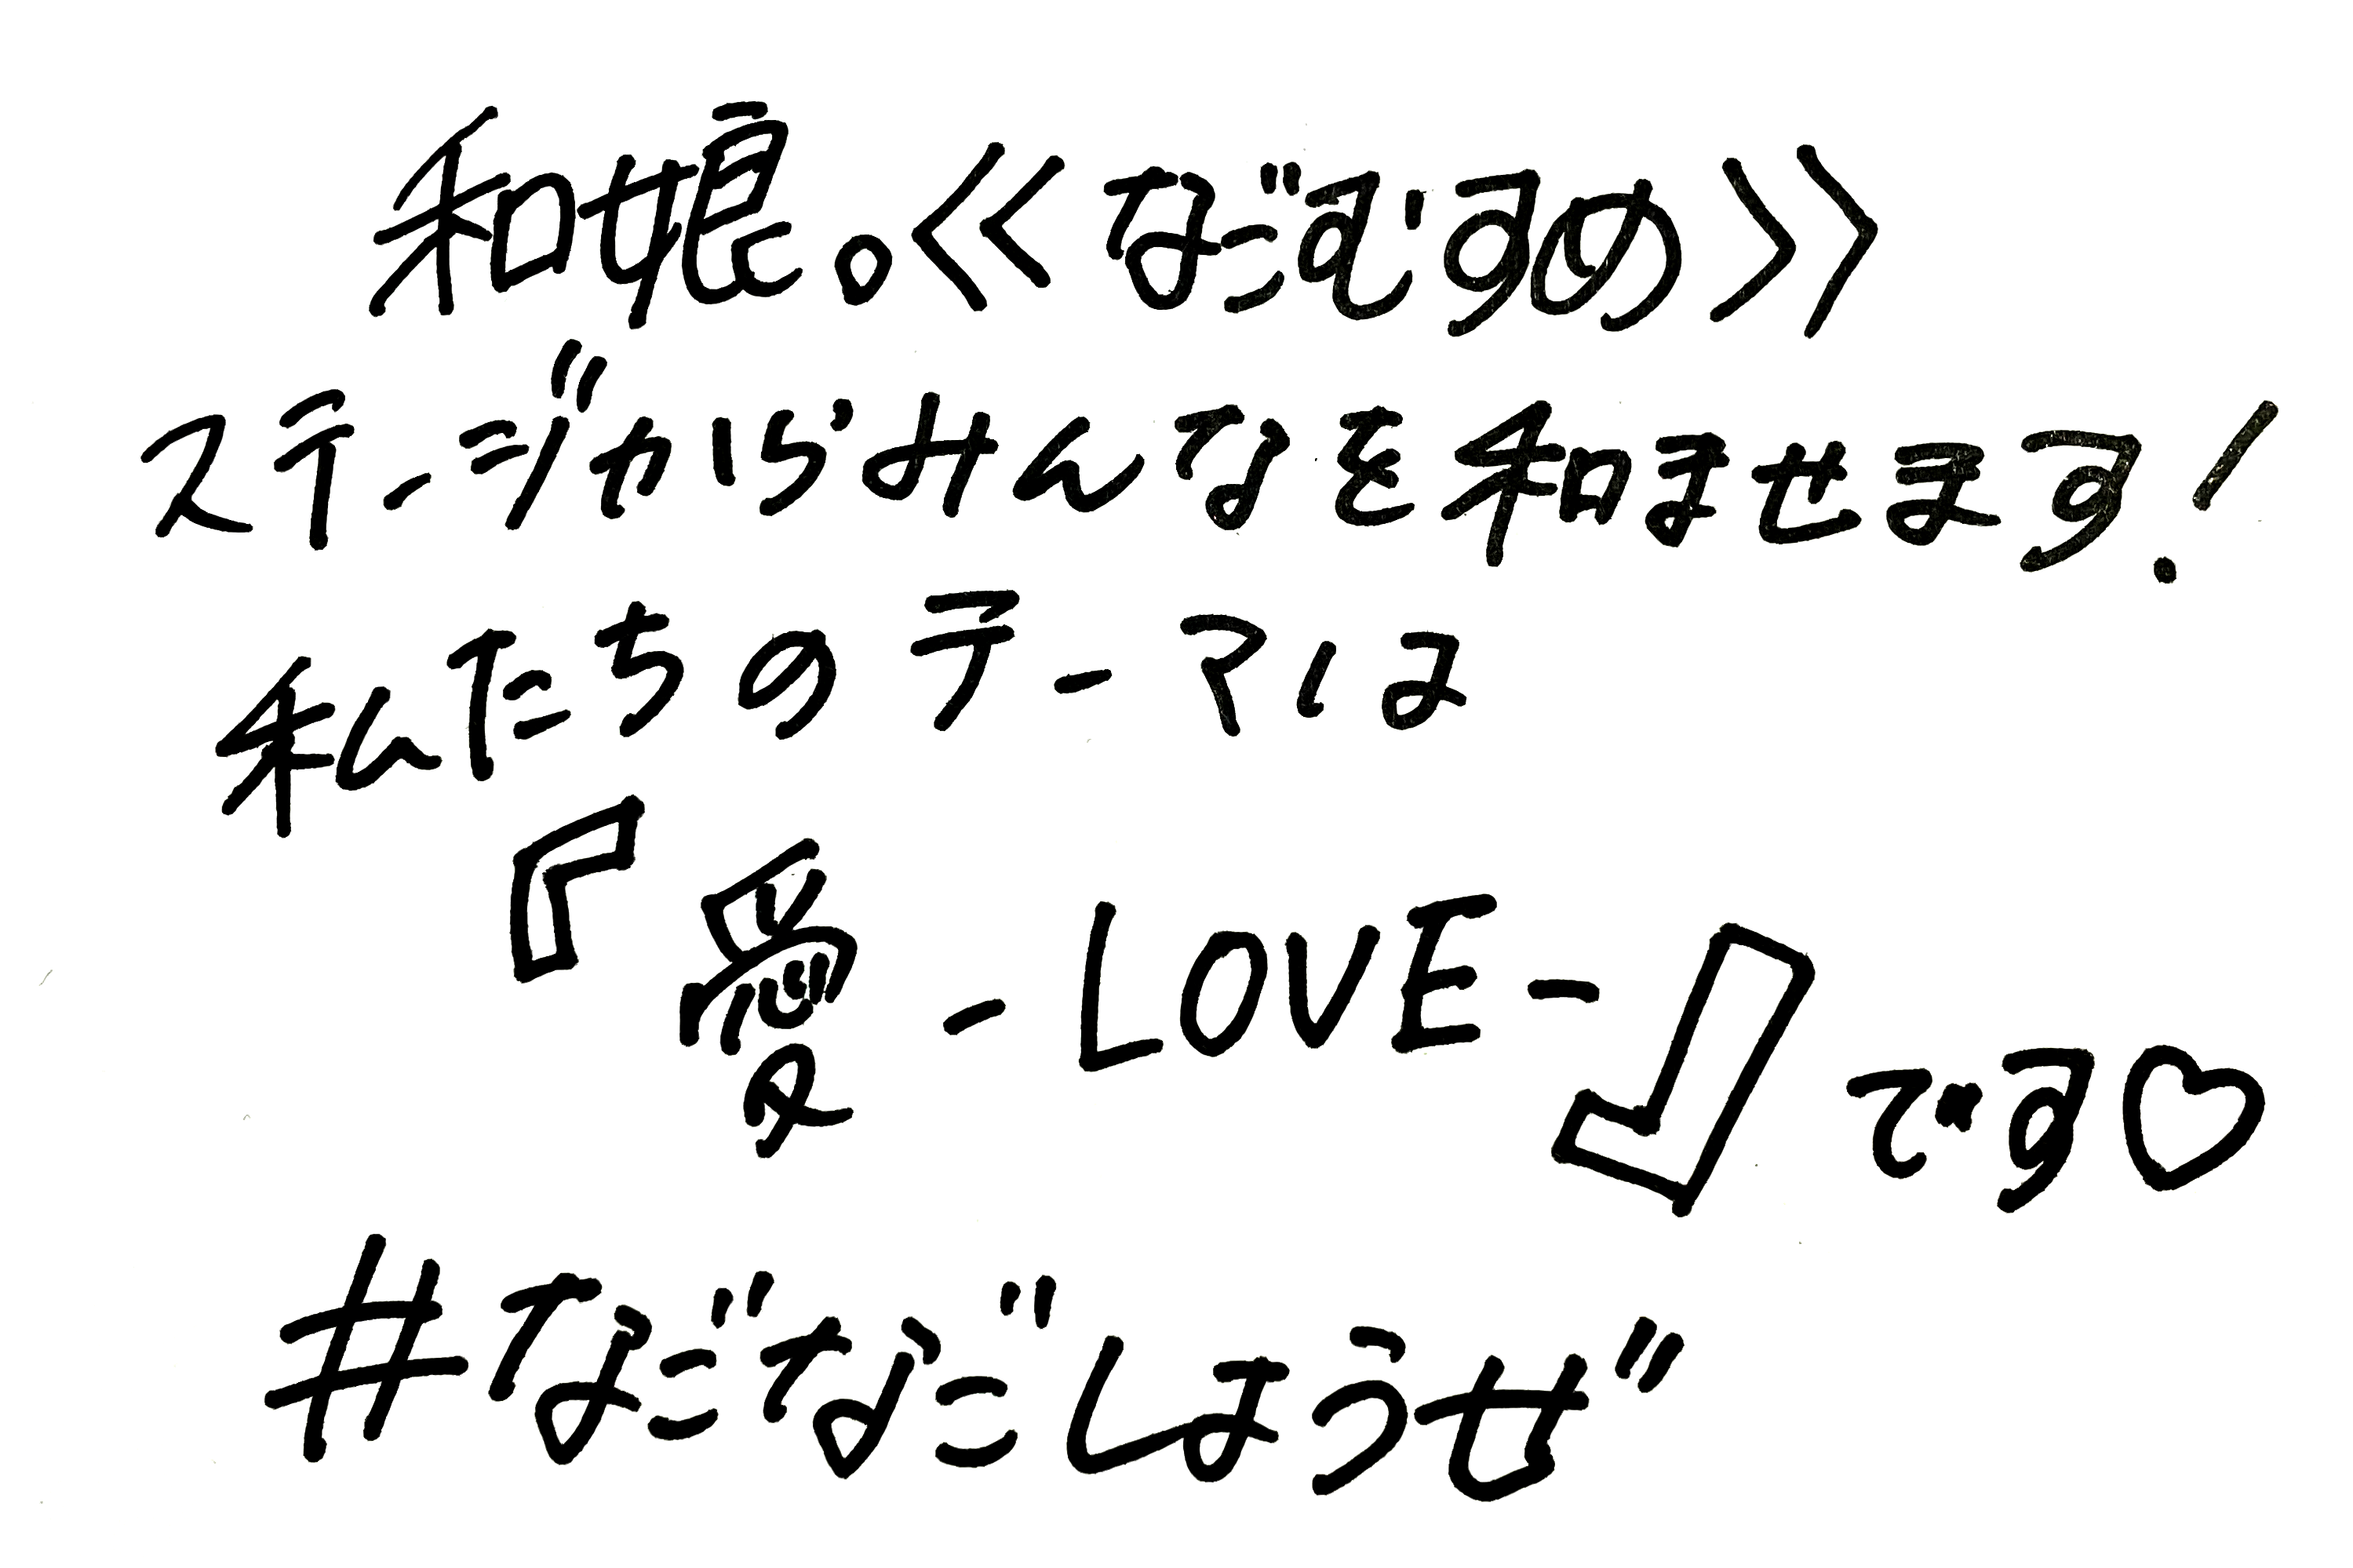 和娘。≪なごむすめ≫
ステージからみんなを和ませます!
私たちのテーマは
『愛-LOVE-』です♡
#なごなごしようぜ